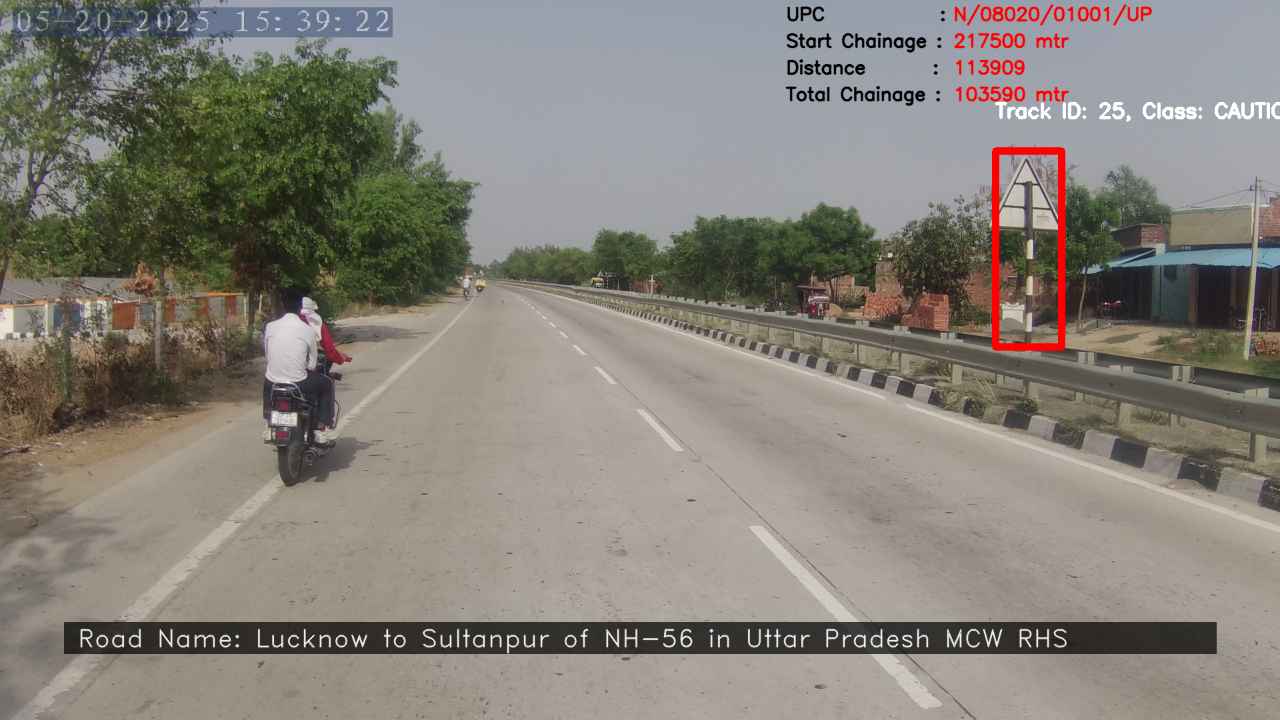 05-20-2025 15:39:22
UPC : N/08020/01001/UP
Start Chainage : 217500 mtr
Distance : 113909
Total Chainage : 103590 mtr
Track ID: 25, Class: CAUTIO
Road Name: Lucknow to Sultanpur of NH-56 in Uttar Pradesh MCW RHS